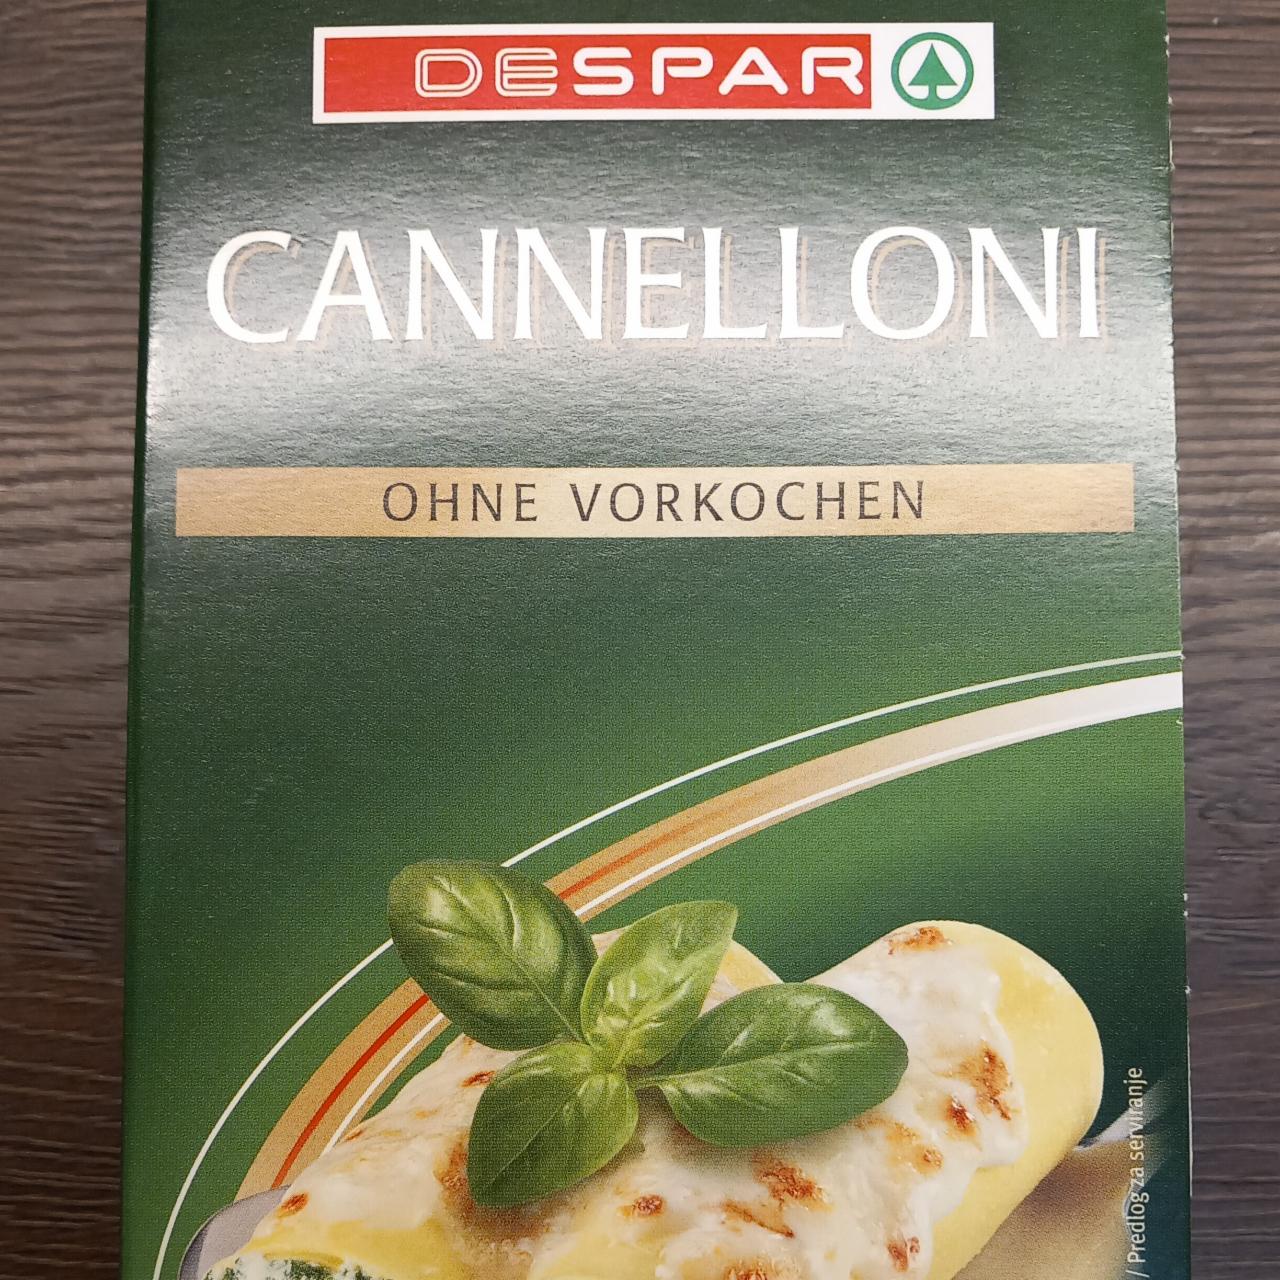 DESPAR
CANNELLONI
OHNE VORKOCHEN
/ Predlog za serviranje